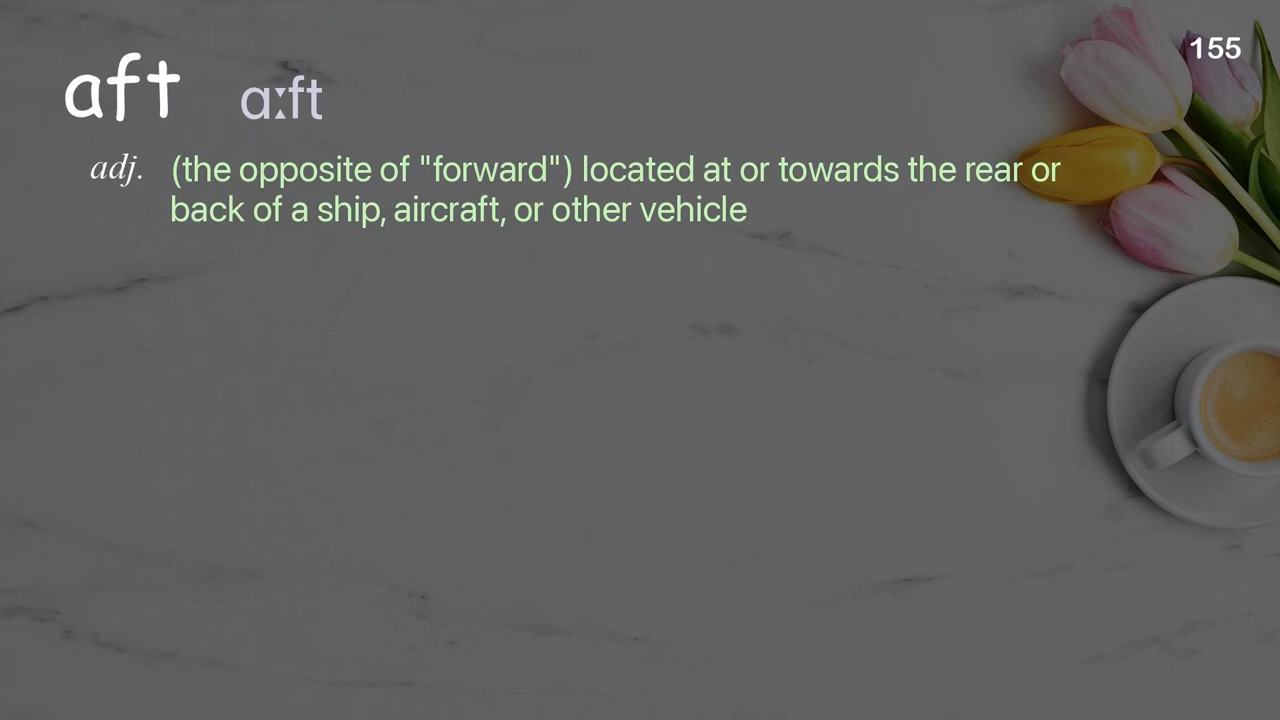 155
aft ɑːft
adj. (the opposite of "forward") located at or towards the rear or
back of a ship, aircraft, or other vehicle